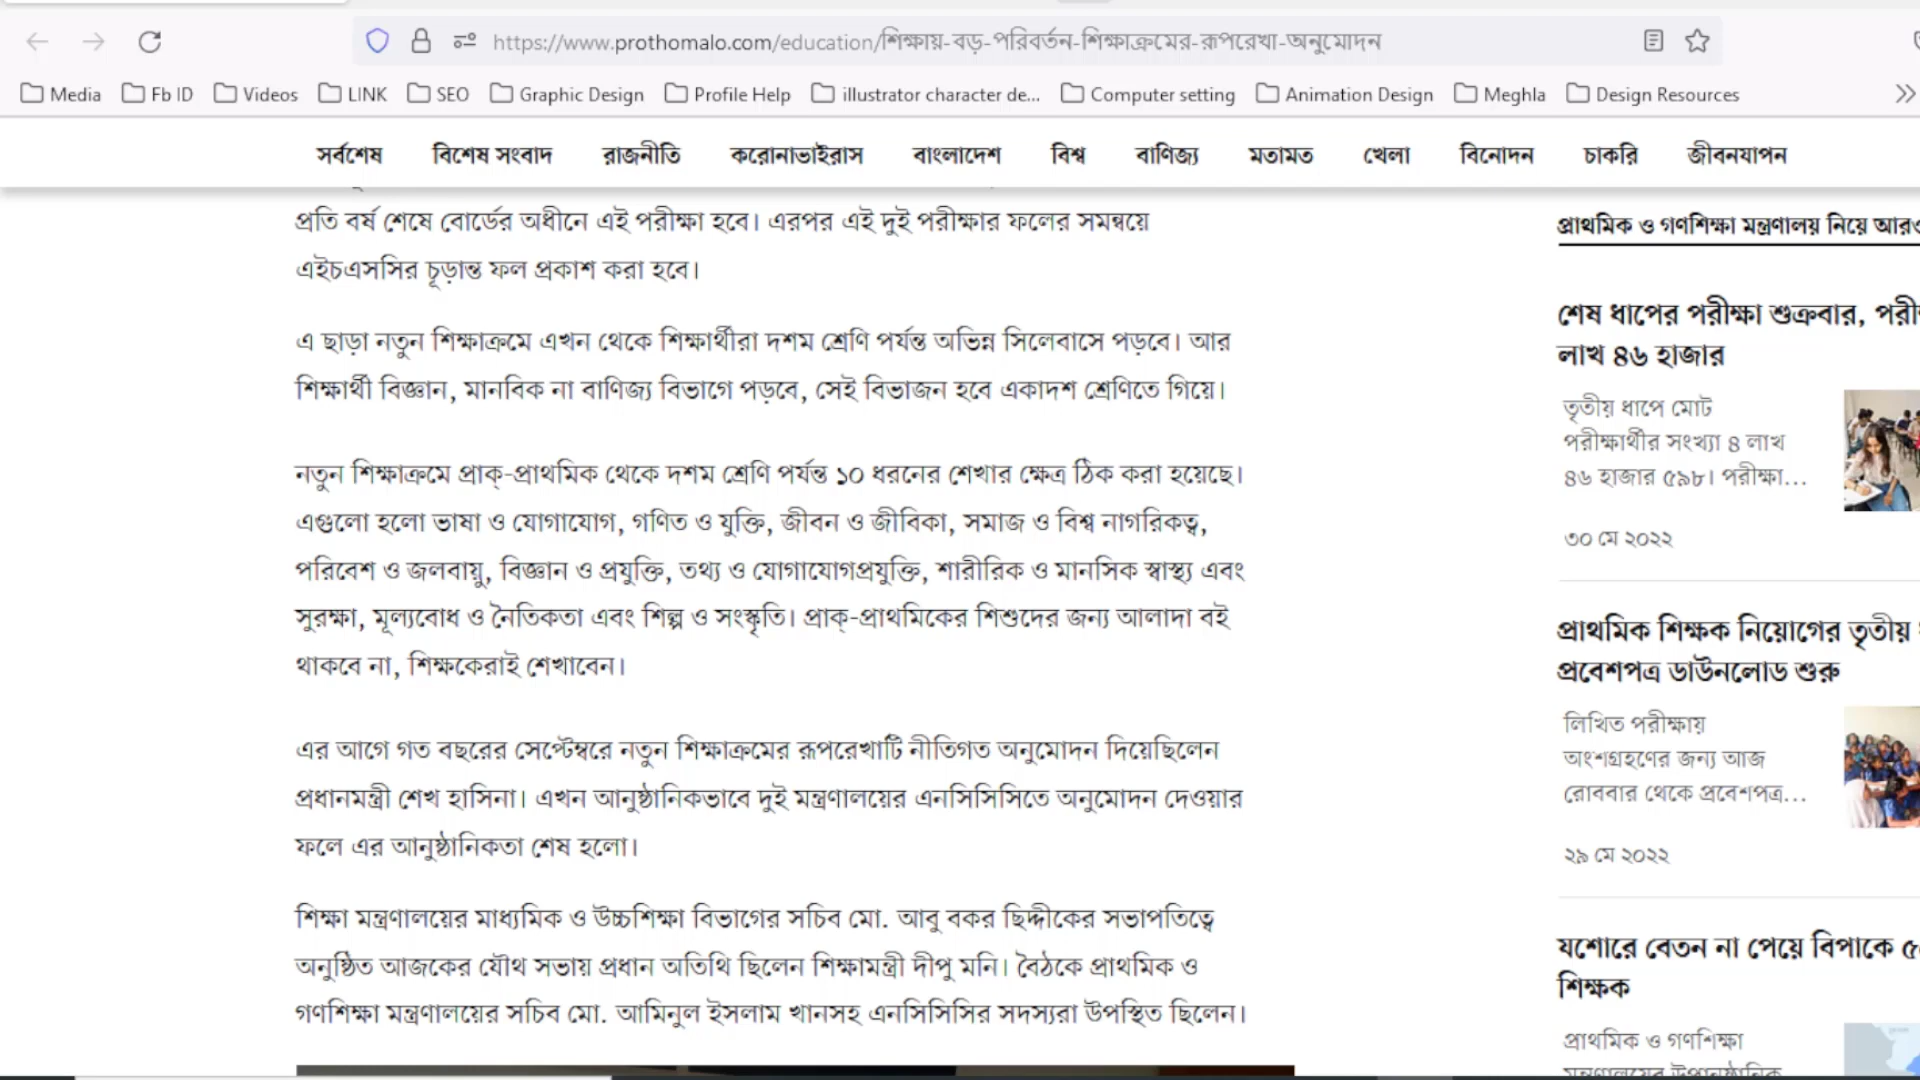 https://www.prothomalo.com/education/শিক্ষায়-বড়-পরিবর্তন-শিক্ষাক্রমের-রূপরেখা-অনুমোদন
Media Fb ID Videos LINK SEO Graphic Design Profile Help illustrator character de... Computer setting Animation Design Meghla Design Resources
সর্বশেষ বিশেষ সংবাদ রাজনীতি করোনাভাইরাস বাংলাদেশ বিশ্ব বাণিজ্য মতামত খেলা বিনোদন চাকরি জীবনযাপন
প্রতি বর্ষ শেষে বোর্ডের অধীনে এই পরীক্ষা হবে। এরপর এই দুই পরীক্ষার ফলের সমন্বয়ে
এইচএসসির চূড়ান্ত ফল প্রকাশ করা হবে।
এ ছাড়া নতুন শিক্ষাক্রমে এখন থেকে শিক্ষার্থীরা দশম শ্রেণি পর্যন্ত অভিন্ন সিলেবাসে পড়বে। আর
শিক্ষার্থী বিজ্ঞান, মানবিক না বাণিজ্য বিভাগে পড়বে, সেই বিভাজন হবে একাদশ শ্রেণিতে গিয়ে।
নতুন শিক্ষাক্রমে প্রাক্-প্রাথমিক থেকে দশম শ্রেণি পর্যন্ত ১০ ধরনের শেখার ক্ষেত্র ঠিক করা হয়েছে।
এগুলো হলো ভাষা ও যোগাযোগ, গণিত ও যুক্তি, জীবন ও জীবিকা, সমাজ ও বিশ্ব নাগরিকত্ব,
পরিবেশ ও জলবায়ু, বিজ্ঞান ও প্রযুক্তি, তথ্য ও যোগাযোগপ্রযুক্তি, শারীরিক ও মানসিক স্বাস্থ্য এবং
সুরক্ষা, মূল্যবোধ ও নৈতিকতা এবং শিল্প ও সংস্কৃতি। প্রাক্-প্রাথমিকের শিশুদের জন্য আলাদা বই
থাকবে না, শিক্ষকেরাই শেখাবেন।
এর আগে গত বছরের সেপ্টেম্বরে নতুন শিক্ষাক্রমের রূপরেখাটি নীতিগত অনুমোদন দিয়েছিলেন
প্রধানমন্ত্রী শেখ হাসিনা। এখন আনুষ্ঠানিকভাবে দুই মন্ত্রণালয়ের এনসিসিসিতে অনুমোদন দেওয়ার
ফলে এর আনুষ্ঠানিকতা শেষ হলো।
শিক্ষা মন্ত্রণালয়ের মাধ্যমিক ও উচ্চশিক্ষা বিভাগের সচিব মো. আবু বকর ছিদ্দীকের সভাপতিত্বে
অনুষ্ঠিত আজকের যৌথ সভায় প্রধান অতিথি ছিলেন শিক্ষামন্ত্রী দীপু মনি। বৈঠকে প্রাথমিক ও
গণশিক্ষা মন্ত্রণালয়ের সচিব মো. আমিনুল ইসলাম খানসহ এনসিসিসির সদস্যরা উপস্থিত ছিলেন।
প্রাথমিক ও গণশিক্ষা মন্ত্রণালয় নিয়ে
শেষ ধাপের পরীক্ষা শুক্রবার,
লাখ ৪৬ হাজার
তৃতীয় ধাপে মোট
পরীক্ষার্থীর সংখ্যা ৪ লাখ
৪৬ হাজার ৫৯৮। পরীক্ষা...
৩০ মে ২০২২
প্রাথমিক শিক্ষক নিয়োগের তৃতীয়
প্রবেশপত্র ডাউনলোড শুরু
লিখিত পরীক্ষায়
অংশগ্রহণের জন্য আজ
রোববার থেকে প্রবেশপত্র...
২৯ মে ২০২২
যশোরে বেতন না পেয়ে বিপাকে
শিক্ষক
প্রাথমিক ও গণশিক্ষা